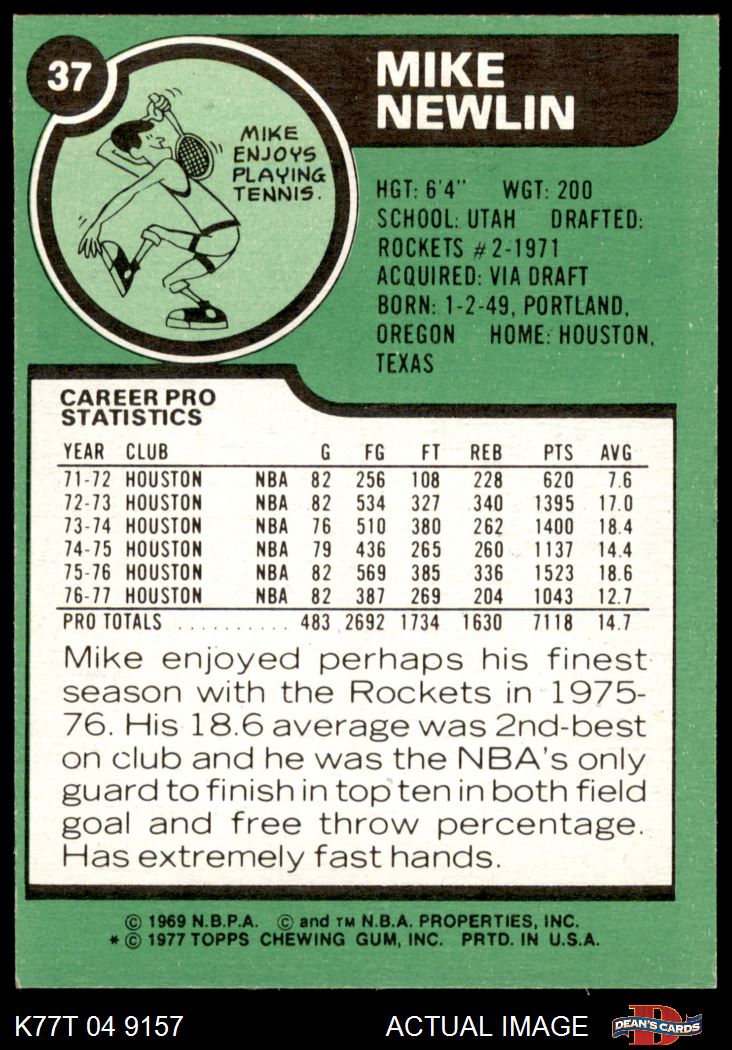 37
MIKE
NEWLIN
MIKE
ENJOYS
PLAYING
TENNIS.
HGT: 6'4" WGT: 200
SCHOOL: UTAH DRAFTED:
ROCKETS #2-1971
ACQUIRED: VIA DRAFT
BORN: 1-2-49, PORTLAND,
OREGON HOME: HOUSTON,
TEXAS
CAREER PRO
STATISTICS
YEAR CLUB G FG FT REB PTS AVG
71-72 HOUSTON NBA 82 256 108 228 620 7.6
72-73 HOUSTON NBA 82 534 327 340 1395 17.0
73-74 HOUSTON NBA 76 510 380 262 1400 18.4
74-75 HOUSTON NBA 79 436 265 260 1137 14.4
75-76 HOUSTON NBA 82 569 385 336 1523 18.6
76-77 HOUSTON NBA 82 387 269 204 1043 12.7
PRO TOTALS .......... 483 2692 1734 1630 7118 14.7
Mike enjoyed perhaps his finest
season with the Rockets in 1975-
76. His 18.6 average was 2nd-best
on club and he was the NBA's only
guard to finish in top ten in both field
goal and free throw percentage.
Has extremely fast hands.
© 1969 N.B.P.A. © and TM N.B.A. PROPERTIES, INC.
* © 1977 TOPPS CHEWING GUM, INC. PRTD. IN U.S.A.
K77T 04 9157 ACTUAL IMAGE
D
DEAN'S CARDS